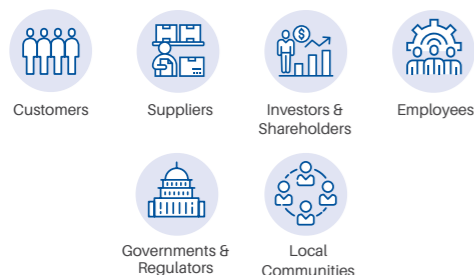 Customers
Suppliers
Investors &
Shareholders
Employees
Governments &
Regulators
Local
Communities